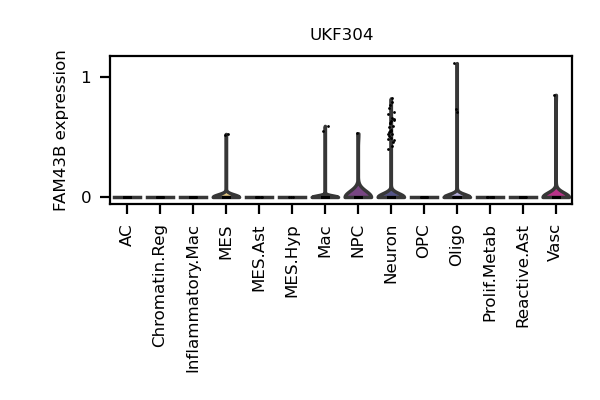 UKF304
FAM43B expression
1
0
AC
Chromatin.Reg
Inflammatory.Mac
MES
MES.Ast
MES.Hyp
Mac
NPC
Neuron
OPC
Oligo
Prolif.Metab
Reactive.Ast
Vasc